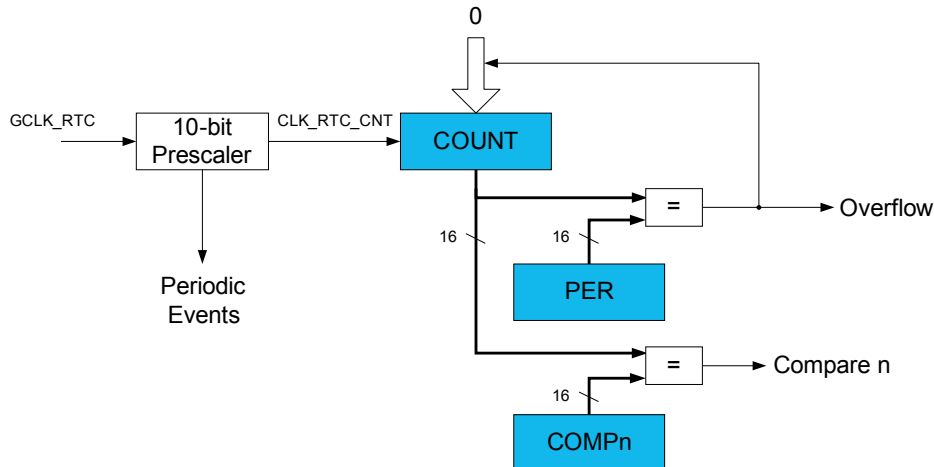 0
GCLK_RTC
10-bit
Prescaler
CLK_RTC_CNT
COUNT
=
Overflow
16
16
Periodic
Events
PER
=
Compare n
16
COMPn